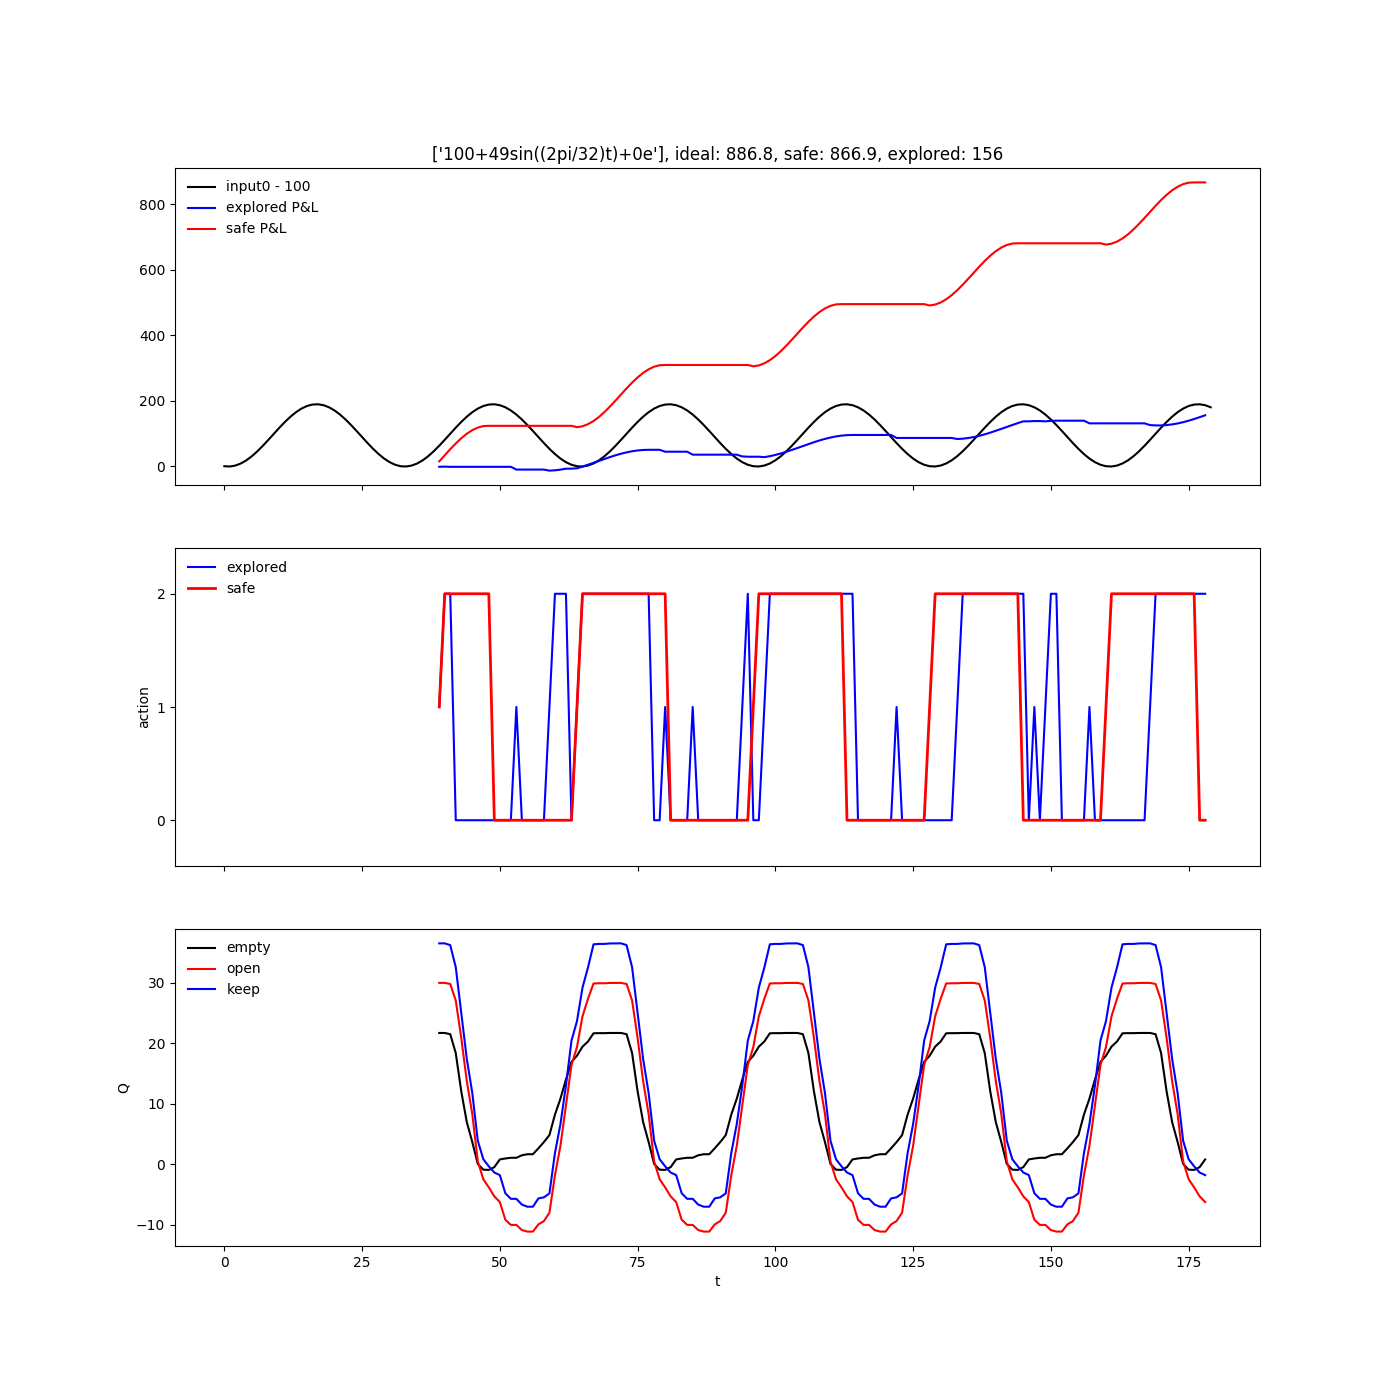 ['100+49sin((2pi/32)t)+0e'], ideal: 886.8, safe: 866.9, explored: 156
input0 - 100
explored P&L
safe P&L
800
600
400
200
0
explored
safe
2
1
0
action
empty
open
keep
30
20
10
0
−10
Q
0 25 50 75 100 125 150 175
t